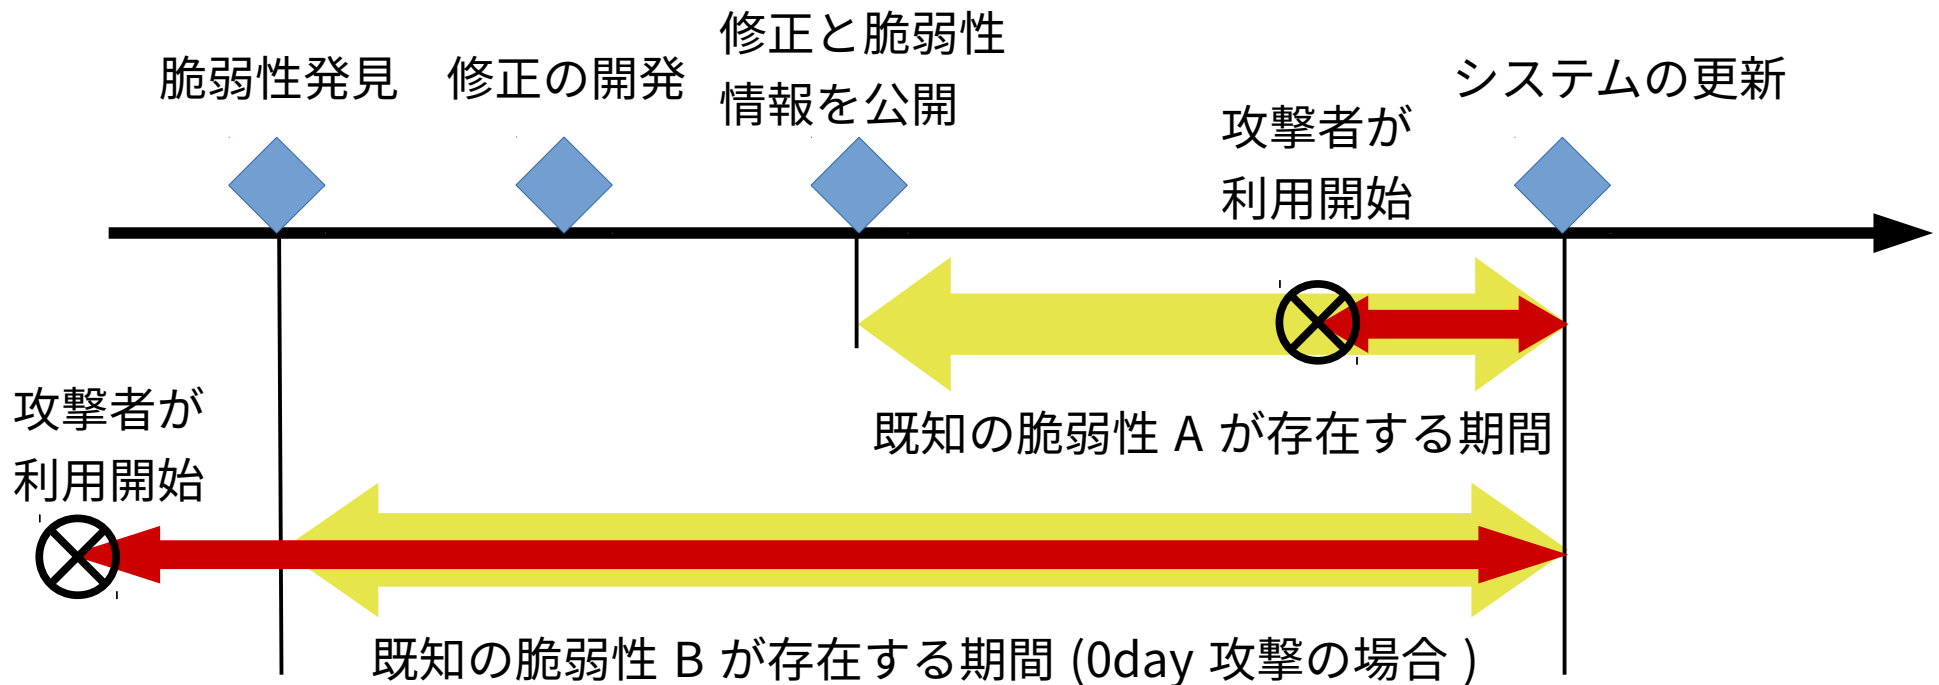 脆弱性発見
修正の開発
修正と脆弱性
情報を公開
攻撃者が
利用開始
システムの更新
既知の脆弱性 A が存在する期間
攻撃者が
利用開始
既知の脆弱性 B が存在する期間 (0day 攻撃の場合 )